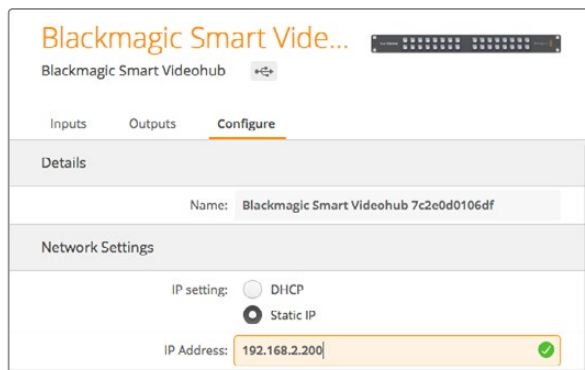 Blackmagic Smart Vide...
Blackmagic Smart Videohub
Inputs Outputs Configure
Details
Name: Blackmagic Smart Videohub 7c2e0d0106df
Network Settings
IP setting: DHCP
Static IP
IP Address: 192.168.2.200